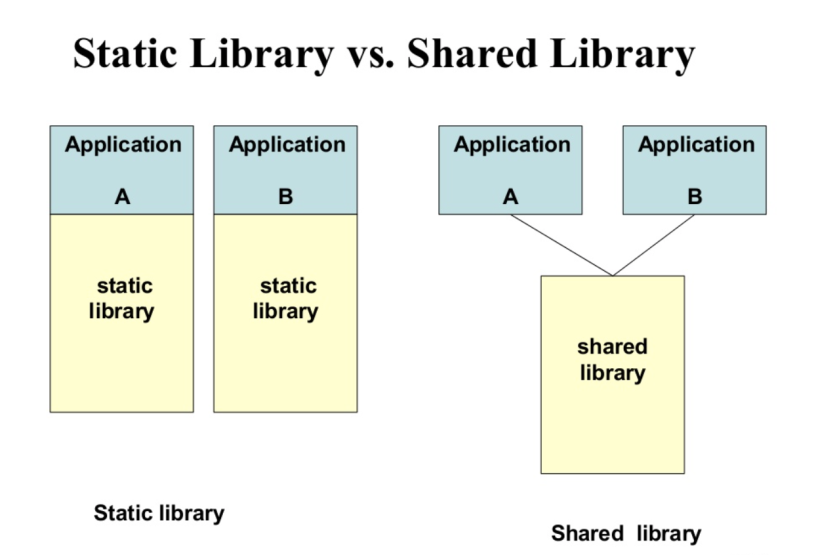 Static Library vs. Shared Library
Application
A
static
library
Application
B
static
library
Static library
Application
A
Application
B
shared
library
Shared library